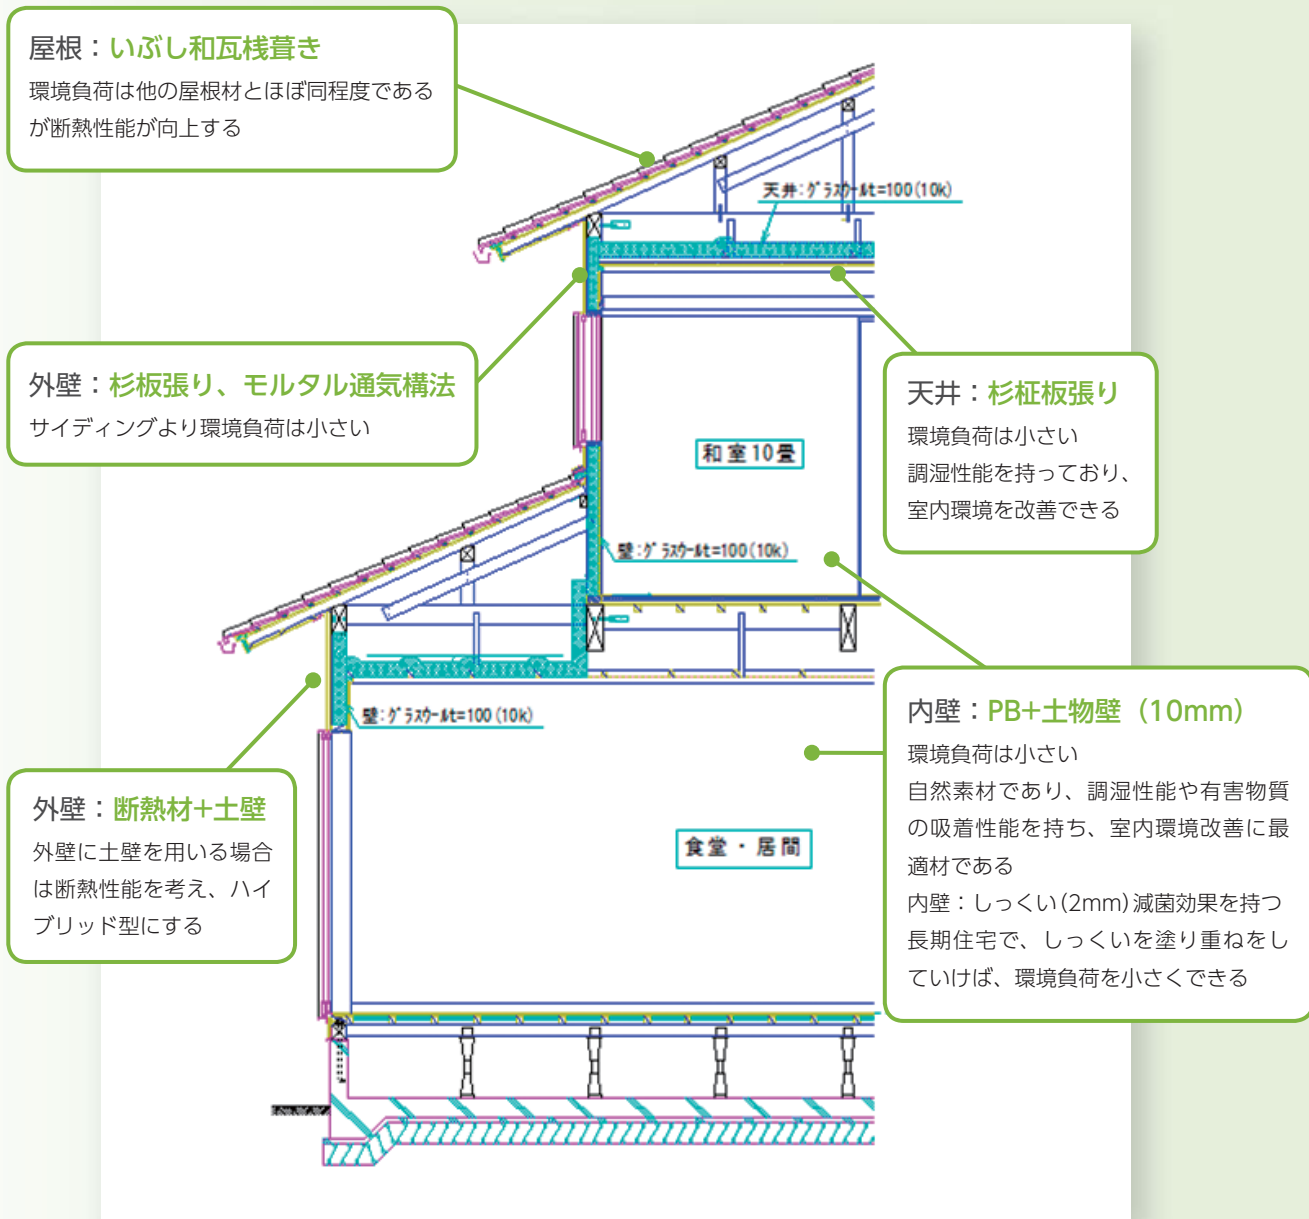 屋根：いぶし和瓦桟葺き
環境負荷は他の屋根材とほぼ同程度である
が断熱性能が向上する
天井:ｸﾞﾗｽｳｰﾙt=100(10k)
外壁：杉板張り、モルタル通気構法
サイディングより環境負荷は小さい
天井：杉柾板張り
環境負荷は小さい
調湿性能を持っており、
室内環境を改善できる
和室10畳
壁:ｸﾞﾗｽｳｰﾙt=100(10k)
壁:ｸﾞﾗｽｳｰﾙt=100(10k)
内壁：PB+土物壁（10mm）
環境負荷は小さい
自然素材であり、調湿性能や有害物質
の吸着性能を持ち、室内環境改善に最
適材である
内壁：しっくい(2mm)減菌効果を持つ
長期住宅で、しっくいを塗り重ねをし
ていけば、環境負荷を小さくできる
外壁：断熱材+土壁
外壁に土壁を用いる場合
は断熱性能を考え、ハイ
ブリッド型にする
食堂・居間